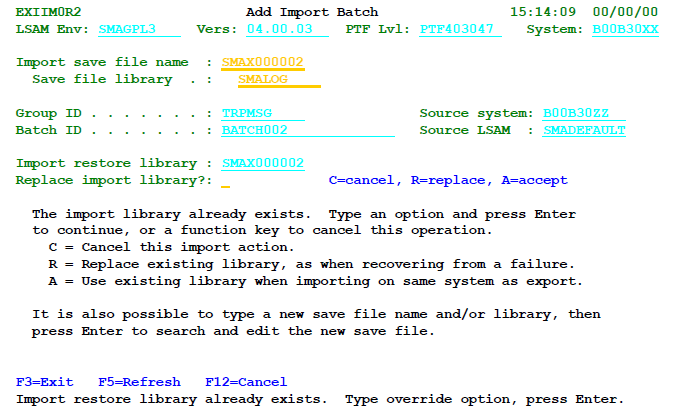 EXIIM0R2 Add Import Batch 15:14:09 00/00/00
LSAM Env: SMAGPL3 Vers: 04.00.03 PTF Lvl: PTF403047 System: B00B30XX
Import save file name : SMAX000002
Save file library . : SMALOG
Group ID . . . . . . . : TRPMSG Source system: B00B30ZZ
Batch ID . . . . . . . : BATCH002 Source LSAM : SMADEFAULT
Import restore library : SMAX000002
Replace import library?: _ C=cancel, R=replace, A=accept
The import library already exists. Type an option and press Enter
to continue, or a function key to cancel this operation.
C = Cancel this import action.
R = Replace existing library, as when recovering from a failure.
A = Use existing library when importing on same system as export.
It is also possible to type a new save file name and/or library, then
press Enter to search and edit the new save file.
F3=Exit F5=Refresh F12=Cancel
Import restore library already exists. Type override option, press Enter.